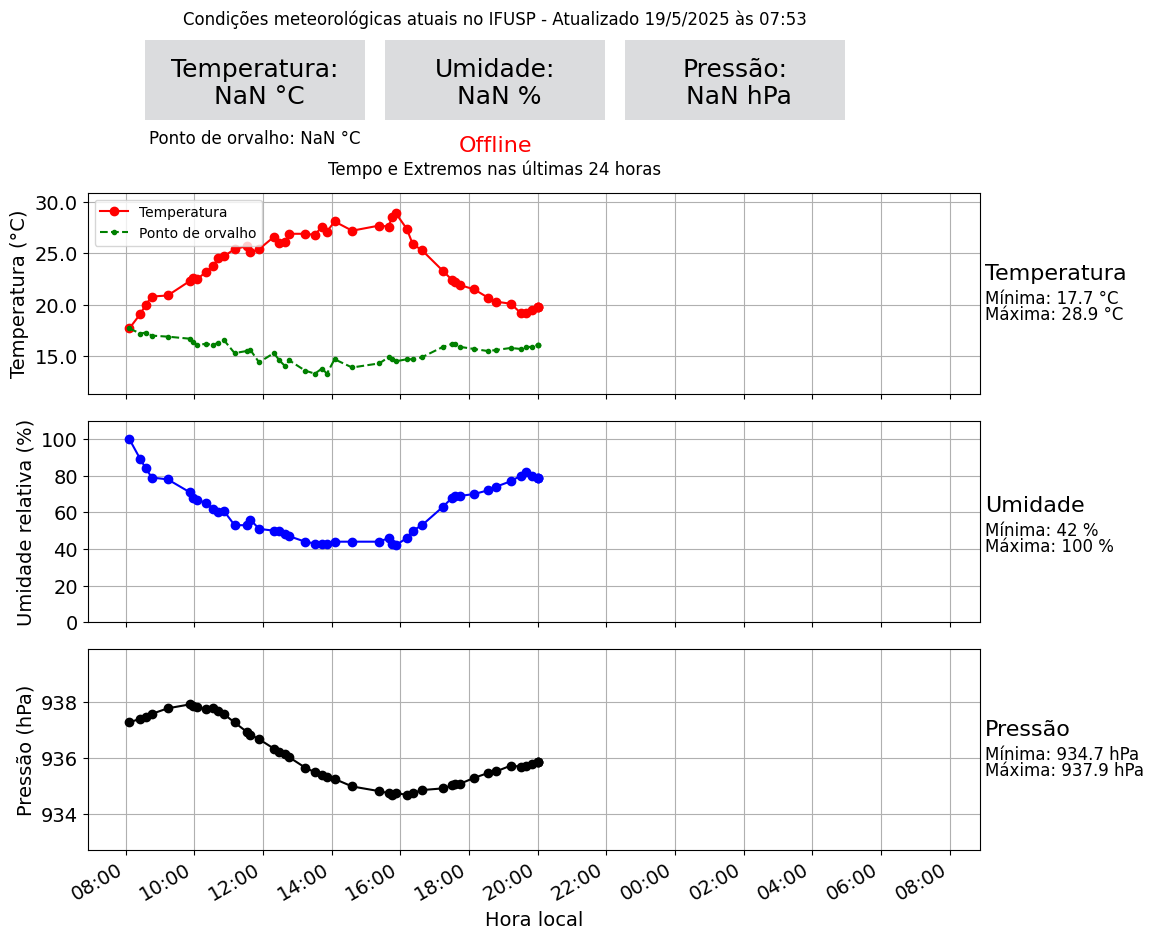 Condições meteorológicas atuais no IFUSP - Atualizado 19/5/2025 às 07:53
Temperatura:
NaN °C
Umidade:
NaN %
Pressão:
NaN hPa
Ponto de orvalho: NaN °C
Offline
Tempo e Extremos nas últimas 24 horas
Temperatura (°C)
30.0
25.0
20.0
15.0
Temperatura
Ponto de orvalho
Temperatura
Mínima: 17.7 °C
Máxima: 28.9 °C
Umidade relativa (%)
100
80
60
40
20
0
Umidade
Mínima: 42 %
Máxima: 100 %
Pressão (hPa)
938
936
934
Pressão
Mínima: 934.7 hPa
Máxima: 937.9 hPa
08:00 10:00 12:00 14:00 16:00 18:00 20:00 22:00 00:00 02:00 04:00 06:00 08:00
Hora local